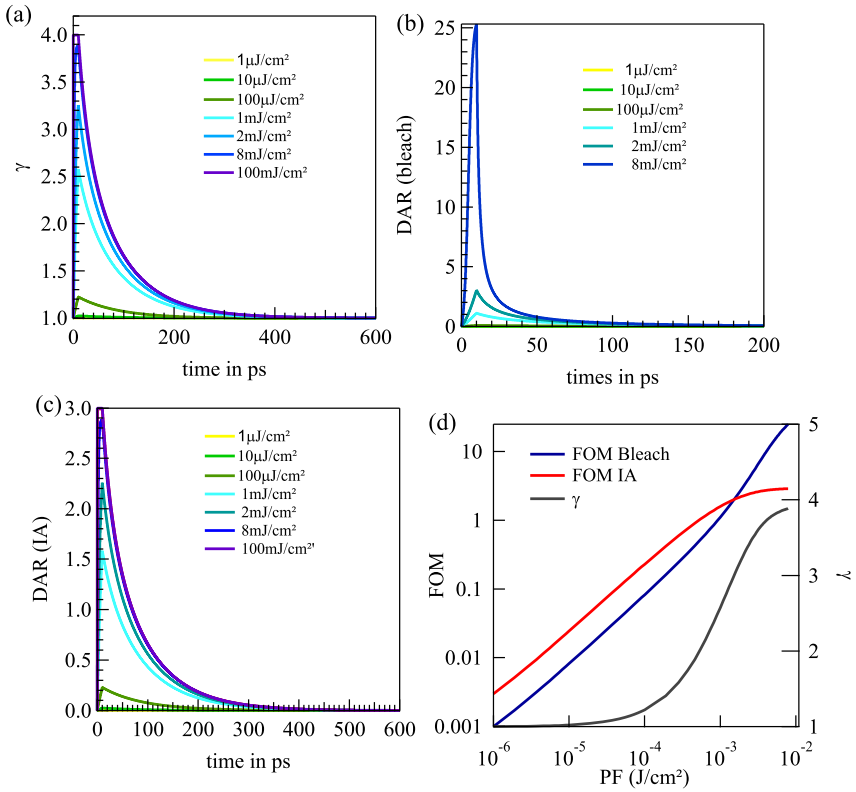 (a)
γ
4.0
3.5
3.0
2.5
2.0
1.5
1.0
1μJ/cm²
10μJ/cm²
100μJ/cm²
1mJ/cm²
2mJ/cm²
8mJ/cm²
100mJ/cm²
0
200
400
600
time in ps
(b)
DAR (bleach)
25
20
15
10
5
0
1μJ/cm²
10μJ/cm²
100μJ/cm²
1mJ/cm²
2mJ/cm²
8mJ/cm²
0
50
100
150
200
times in ps
(c)
DAR (IA)
3.0
2.5
2.0
1.5
1.0
0.5
0.0
1μJ/cm²
10μJ/cm²
100μJ/cm²
1mJ/cm²
2mJ/cm²
8mJ/cm²
100mJ/cm²'
0
100
200
300
400
500
600
time in ps
(d)
FOM
10
1
0.1
0.01
0.001
FOM Bleach
FOM IA
γ
5
4
3
2
1
γ
10⁻⁶
10⁻⁵
10⁻⁴
10⁻³
10⁻²
PF (J/cm²)